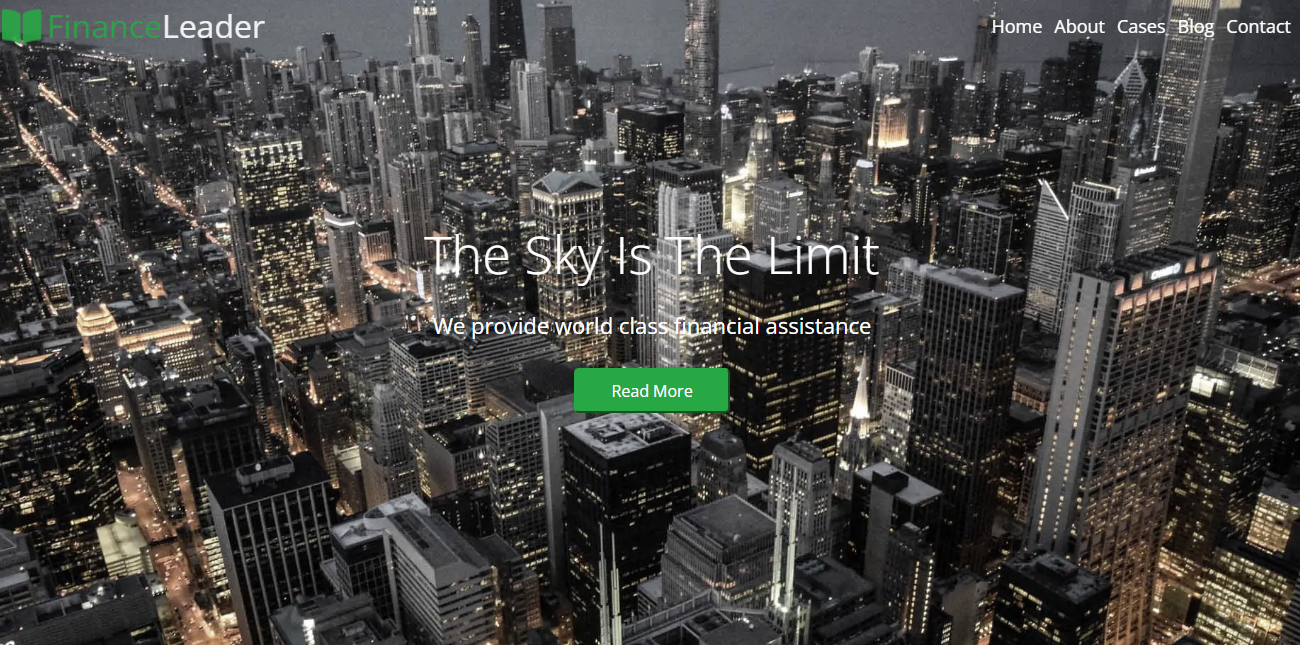 FinanceLeader
Home About Cases Blog Contact
The Sky Is The Limit
We provide world class financial assistance
Read More